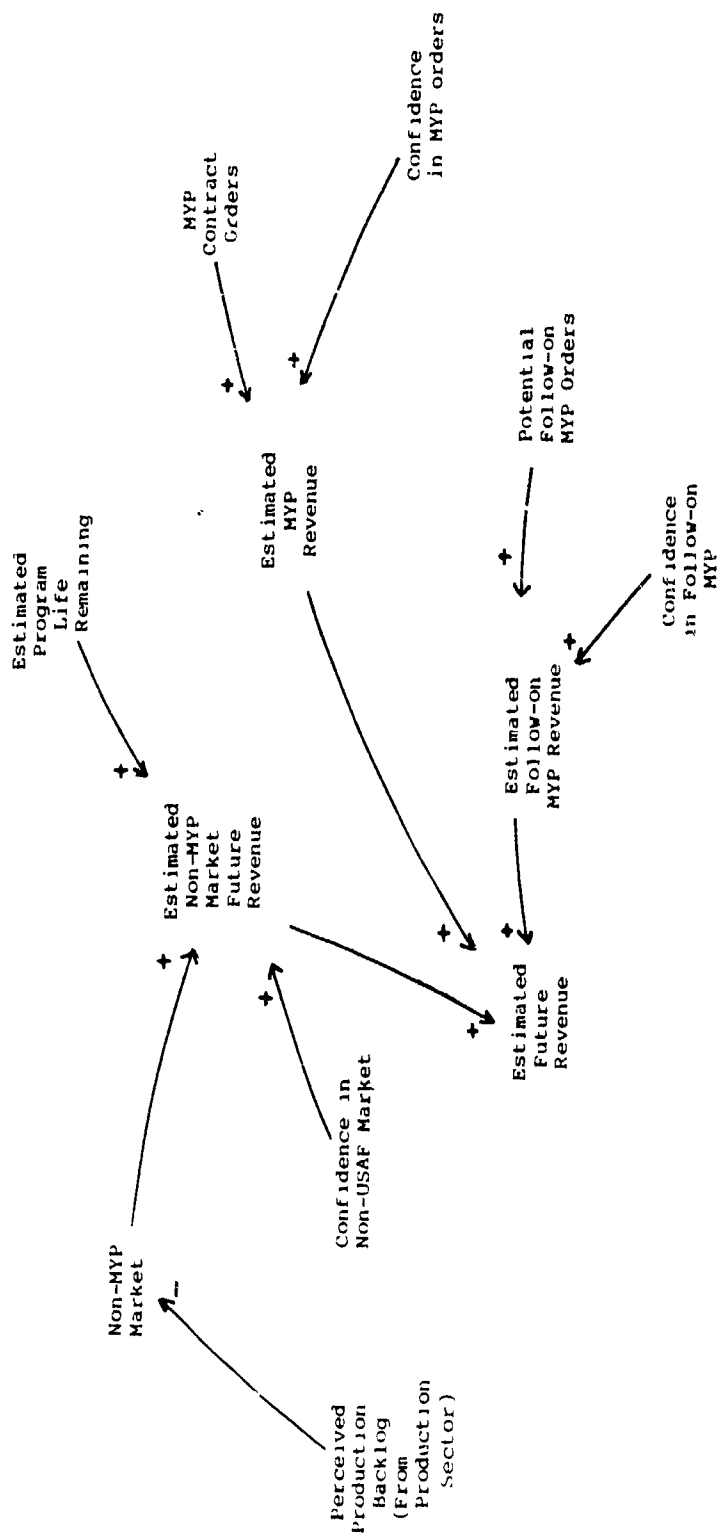 Perceived
Production
Backlog
(From
Production
Sector)
Non-MYP
Market
-
Confidence in
Non-USAF Market
+
+
Estimated
Non-MYP
Market
Future
Revenue
+
Estimated
Program
Life
Remaining
Estimated
Future
Revenue
+
+
+
Estimated
MYP
Revenue
+
+
MYP
Contract
Orders
Confidence
in MYP orders
Estimated
Follow-on
MYP Revenue
+
+
Potential
Follow-on
MYP Orders
Confidence
in Follow-on
MYP